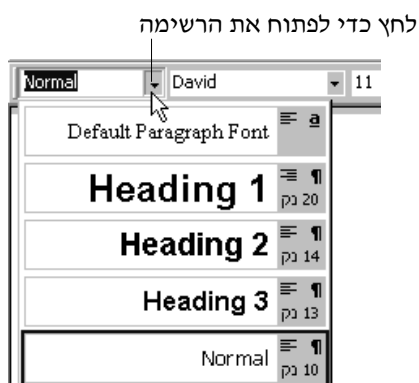 לחץ כדי לפתוח את הרשימה
Normal David 11
Default Paragraph Font a
Heading 1 ¶
20 נק
Heading 2 ¶
14 נק
Heading 3 ¶
13 נק
Normal ¶
10 נק